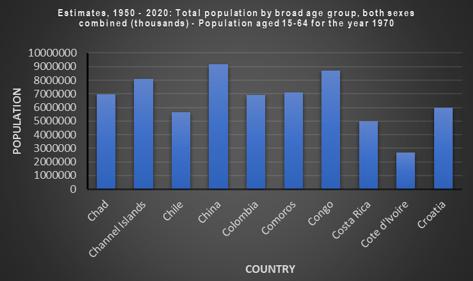 Estimates, 1950 - 2020: Total population by broad age group, both sexes
combined (thousands) - Population aged 15-64 for the year 1970
10000000
9000000
8000000
7000000
6000000
5000000
4000000
3000000
2000000
1000000
0
POPULATION
Chad
Channel Islands
Chile
China
Colombia
Comoros
Congo
Costa Rica
Cote d'Ivoire
Croatia
COUNTRY